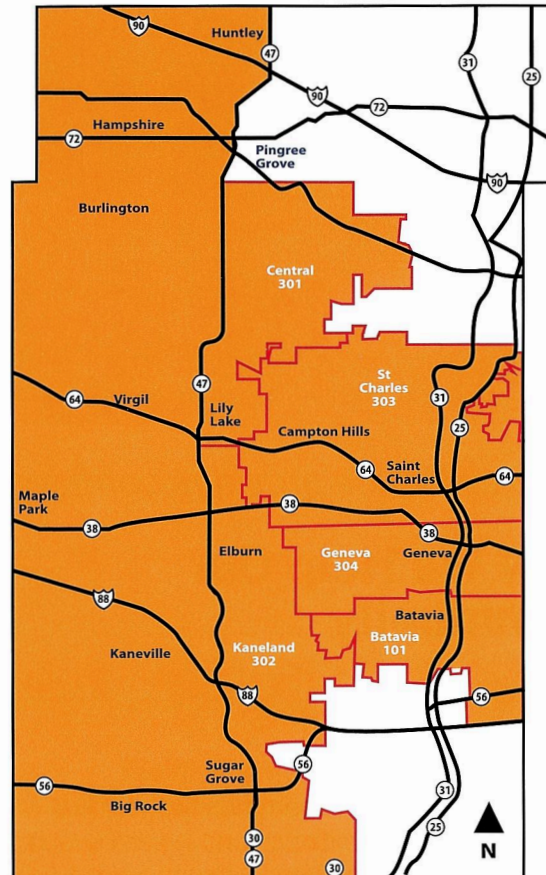 90
Huntley
47
31
25
90
72
Hampshire
72
Pingree
Grove
90
Burlington
Central
301
St
Charles
303
47
31
64
Virgil
Lily
Lake
25
Campton Hills
64
Saint
Charles
64
Maple
Park
38
38
38
Elburn
Geneva
304
Geneva
88
Batavia
Kaneville
Kaneland
302
Batavia
101
88
56
56
Sugar
Grove
56
Big Rock
31
25
30
47
30
N